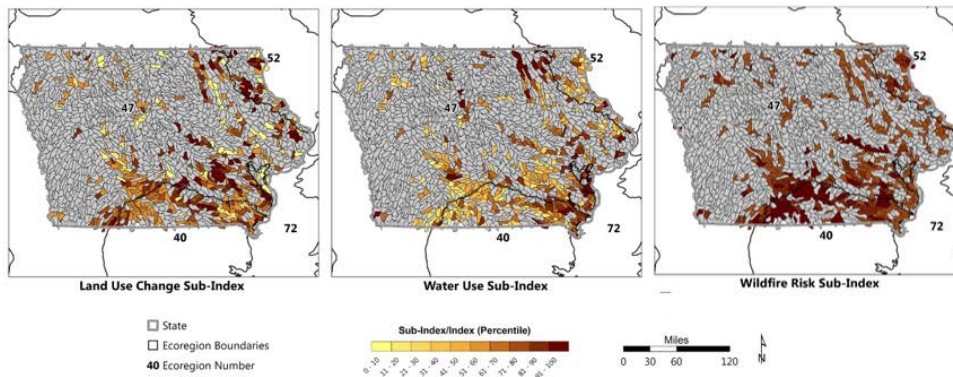 52
47
40
72
Land Use Change Sub-Index
52
47
40
72
Water Use Sub-Index
52
47
40
72
Wildfire Risk Sub-Index
State
Ecoregion Boundaries
40 Ecoregion Number
Sub-Index/Index (Percentile)
0 - 10
11 - 20
21 - 30
31 - 40
41 - 50
51 - 60
61 - 70
71 - 80
81 - 90
91 - 100
Miles
0 30 60 120
N